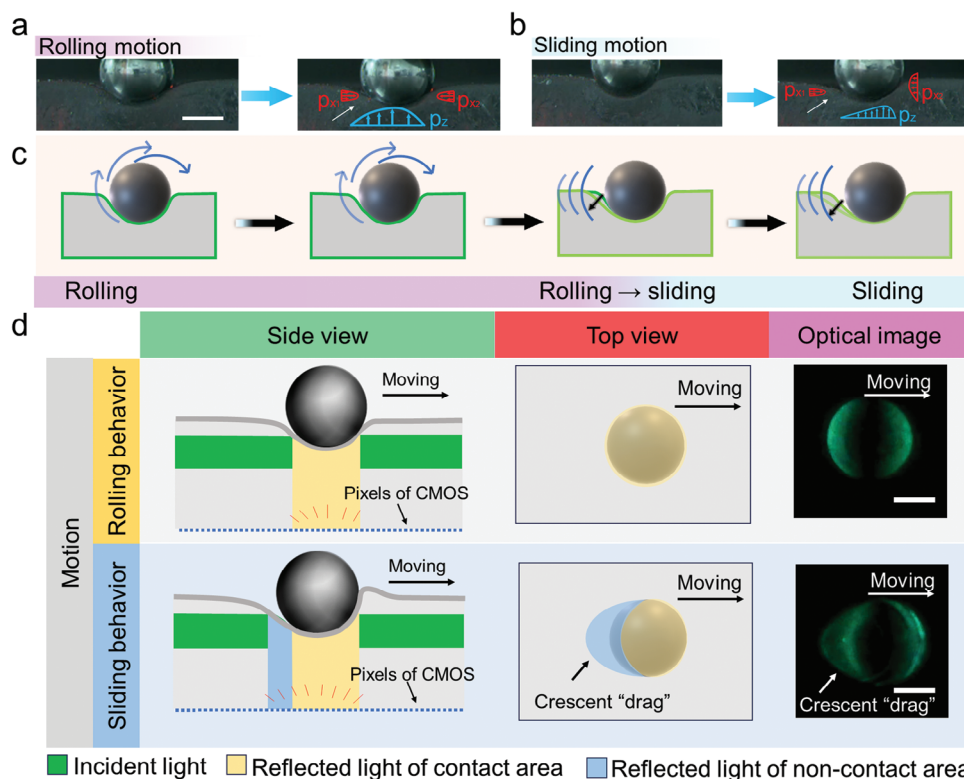 a
Rolling motion
px1
px2
pz
b
Sliding motion
px1
px2
pz
c
Rolling
Rolling → sliding
Sliding
d
Side view
Top view
Optical image
Motion
Rolling behavior
Moving
Pixels of CMOS
Moving
Moving
Sliding behavior
Moving
Pixels of CMOS
Moving
Crescent “drag”
Moving
Crescent “drag”
Incident light
Reflected light of contact area
Reflected light of non-contact area